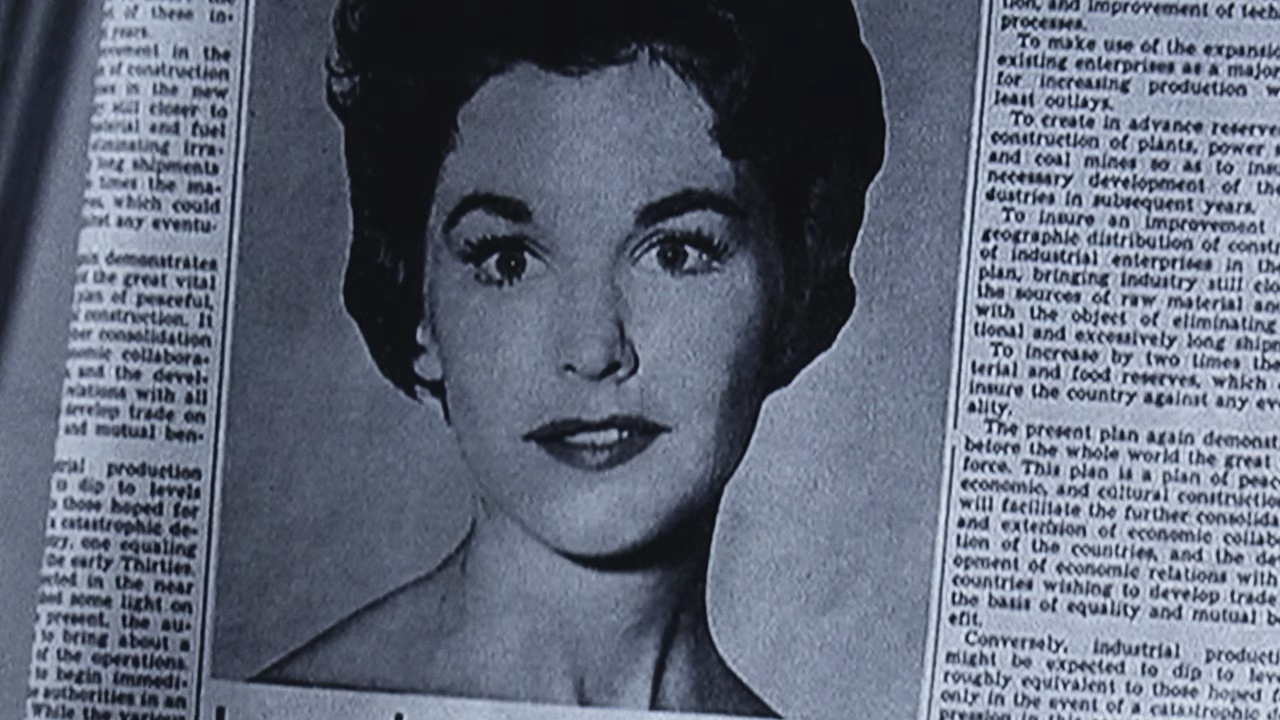 of these in-
years.
in the
of construction
in the new
still closer to
and fuel
eliminating irra-
long shipments
times the ma-
which could
any eventu-
demonstrates
the great vital
of peaceful,
construction. It
consolidation
collabora-
and the devel-
relations with all
develop trade on
and mutual ben-
production
dip to levels
those hoped for
catastrophic de-
one equaling
early Thirties.
in the near
some light on
present, the au-
to bring about a
of the operations.
to begin immedi-
authorities in an
While the various
tion, and improvement of tech
processes.
To make use of the expansio
existing enterprises as a major
for increasing production w
least outlays.
To create in advance reserve
construction of plants, power s
and coal mines so as to insu
necessary development of th
dustries in subsequent years.
To insure an improvement
geographic distribution of const
of industrial enterprises in the
plan, bringing industry still clo
the sources of raw material and
with the object of eliminating
tional and excessively long shipm
To increase by two times the
terial and food reserves, which
insure the country against any ev
ality.
The present plan again demonst
before the whole world the great
force. This plan is a plan of peac
economic, and cultural constructio
will facilitate the further consolida
and extension of economic collab
tion of the countries, and the de
opment of economic relations with
countries wishing to develop trade
the basis of equality and mutual b
efit.
Conversely, industrial producti
might be expected to dip to leve
roughly equivalent to those hoped f
only in the event of a catastrophic d
pression in th